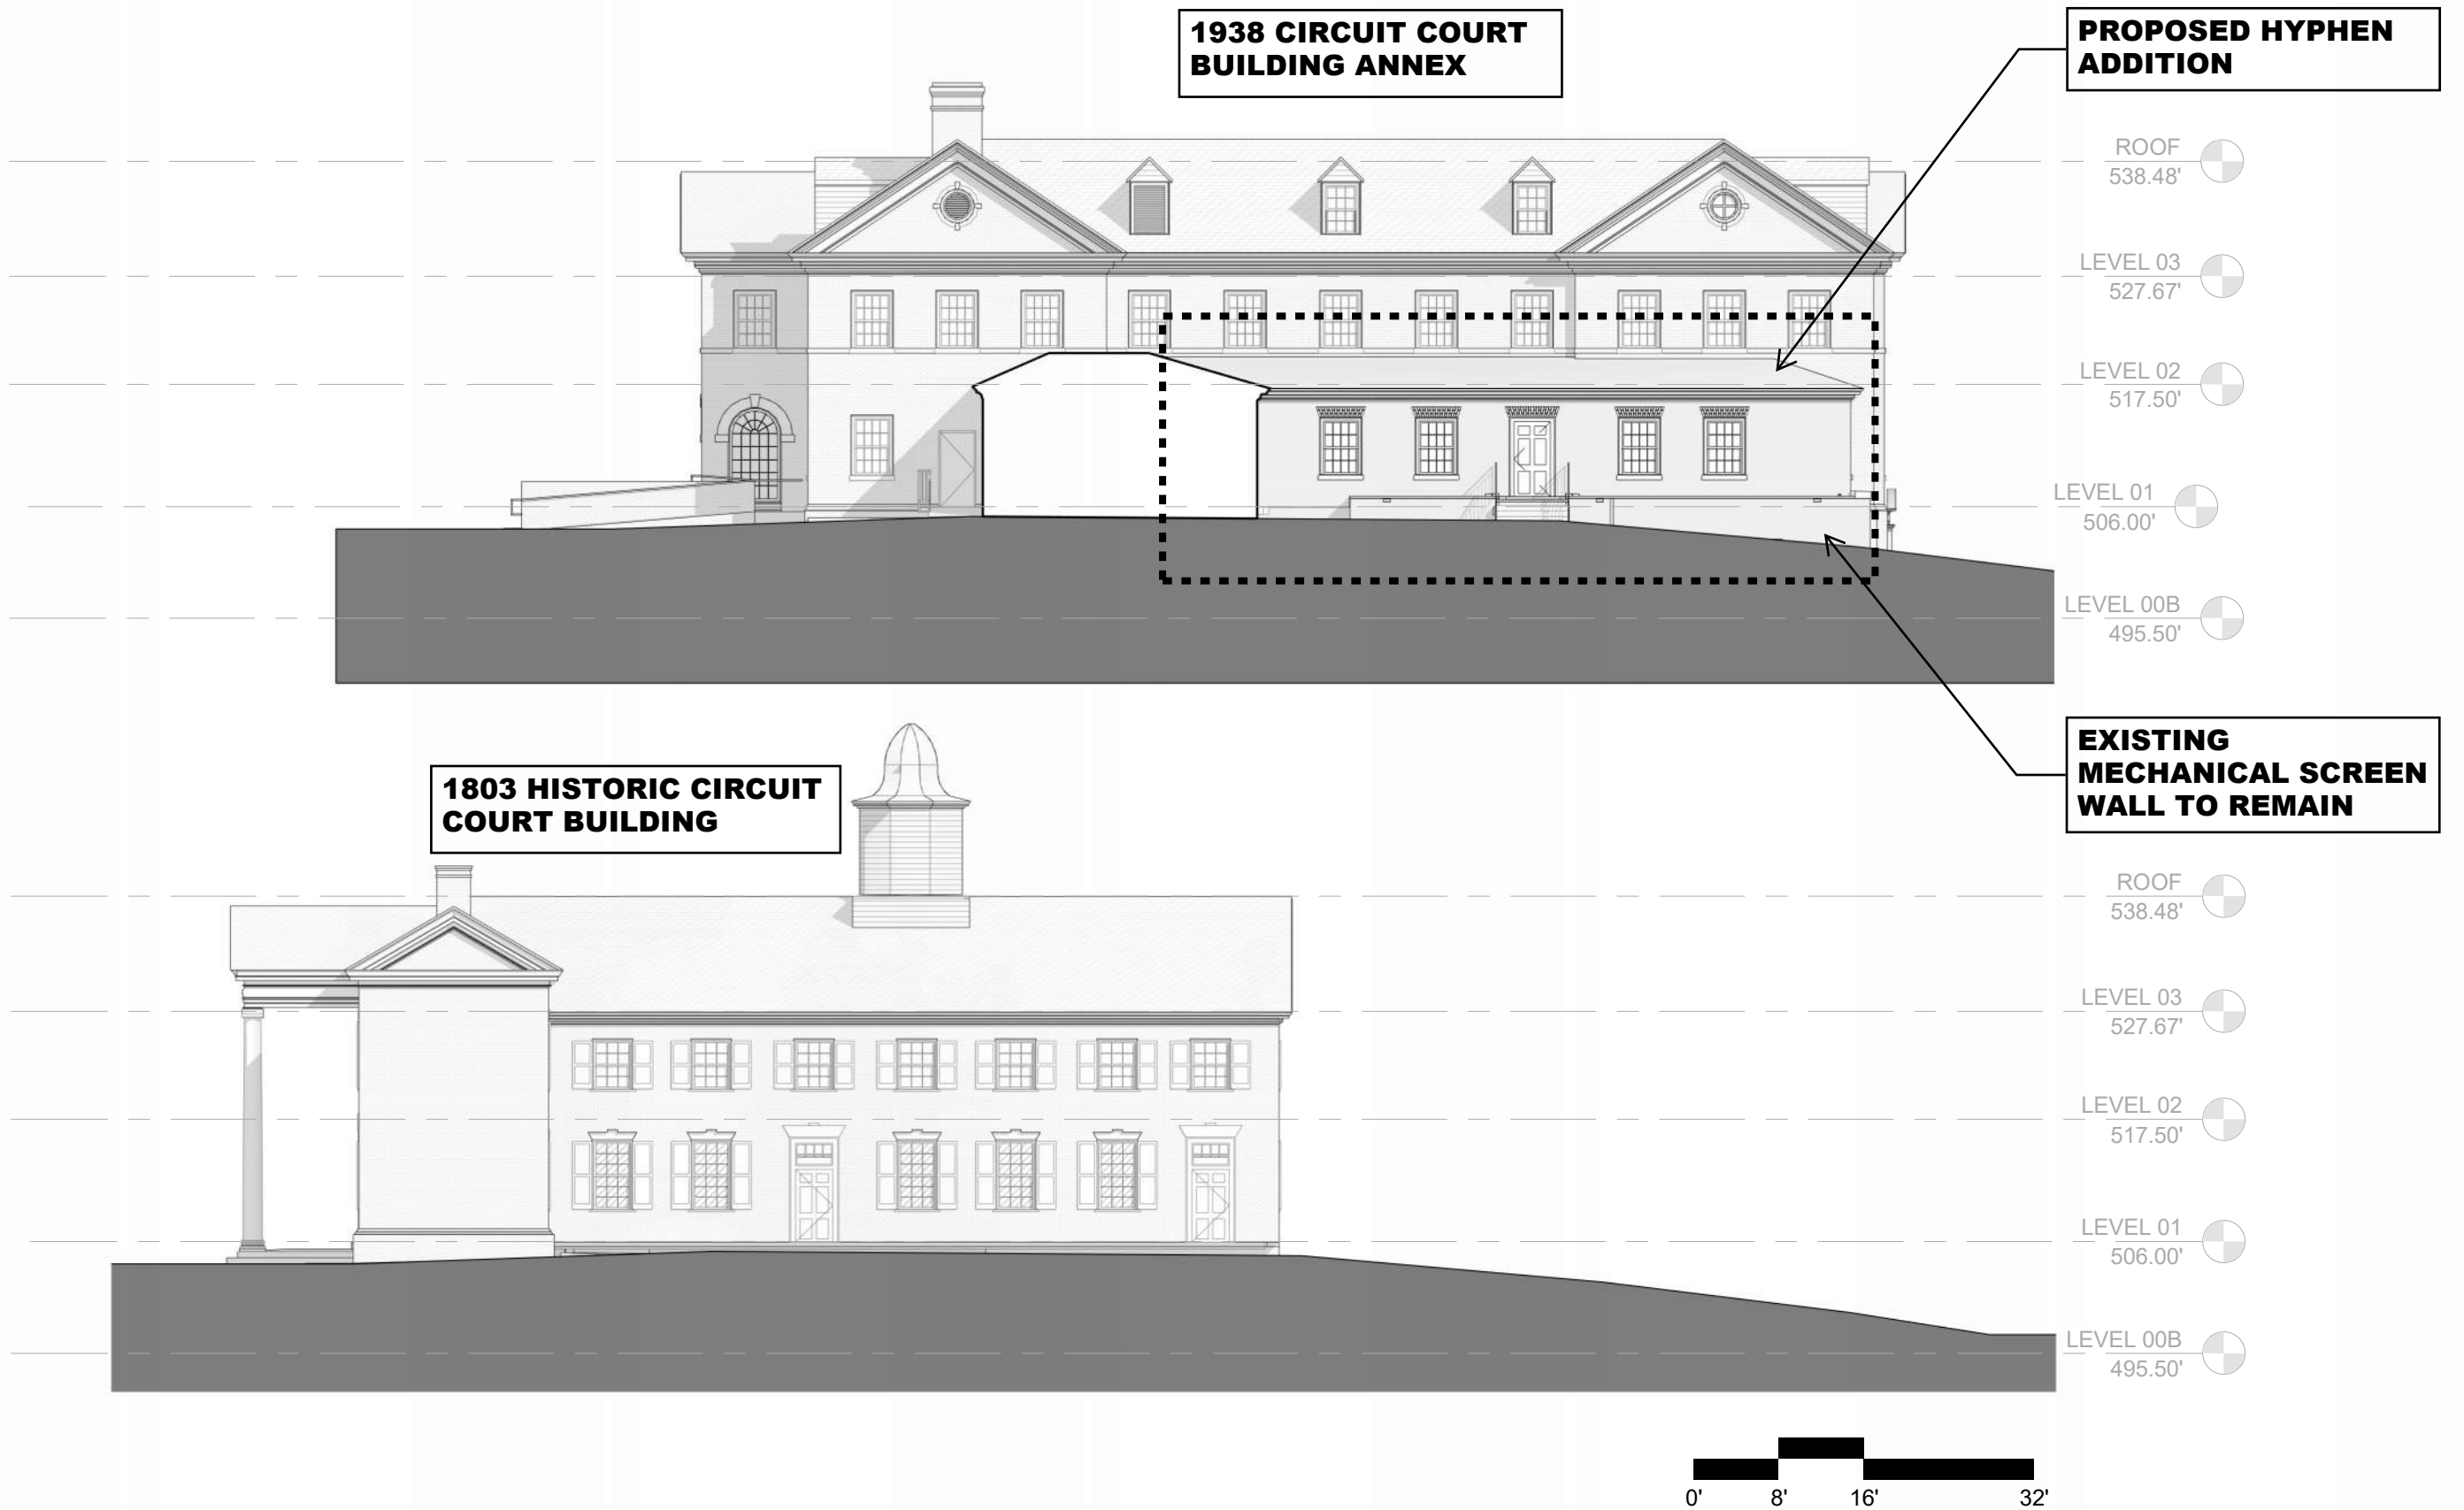 1938 CIRCUIT COURT
BUILDING ANNEX
PROPOSED HYPHEN
ADDITION
ROOF
538.48'
LEVEL 03
527.67'
LEVEL 02
517.50'
LEVEL 01
506.00'
LEVEL 00B
495.50'
EXISTING
MECHANICAL SCREEN
WALL TO REMAIN
1803 HISTORIC CIRCUIT
COURT BUILDING
ROOF
538.48'
LEVEL 03
527.67'
LEVEL 02
517.50'
LEVEL 01
506.00'
LEVEL 00B
495.50'
0' 8' 16' 32'